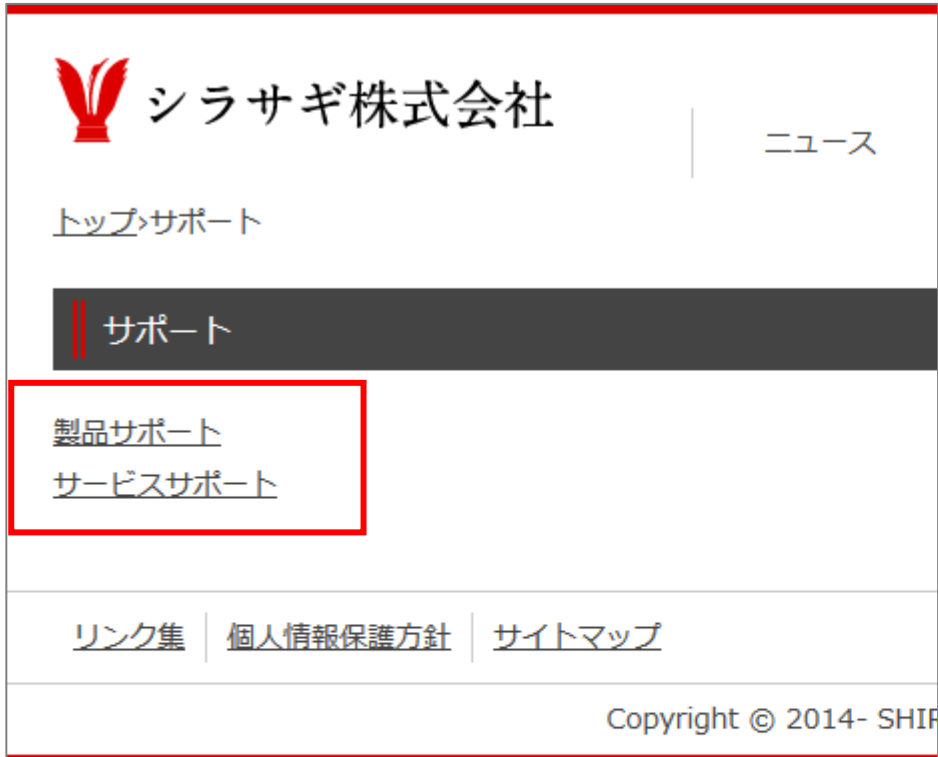 シラサギ株式会社
ニュース
トップ>サポート
サポート
製品サポート
サービスサポート
リンク集 個人情報保護方針 サイトマップ
Copyright © 2014- SHIR